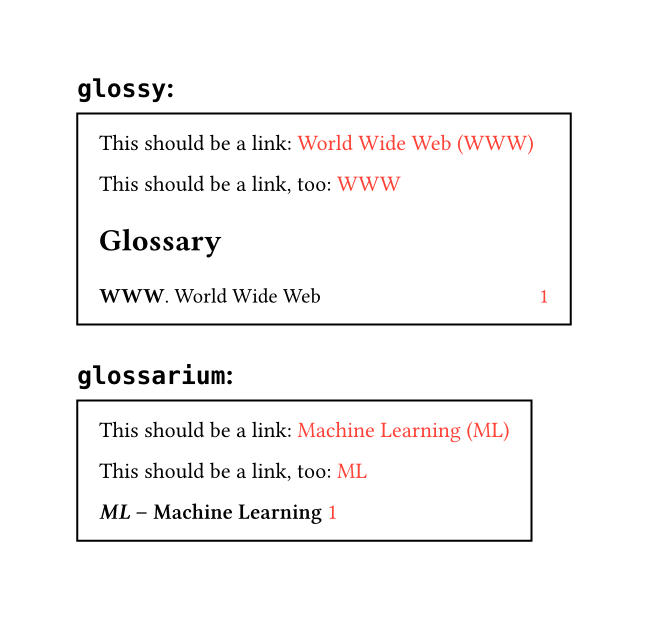 glossy:
This should be a link: World Wide Web (WWW)
This should be a link, too: WWW
Glossary
WWW. World Wide Web 1
glossarium:
This should be a link: Machine Learning (ML)
This should be a link, too: ML
ML – Machine Learning 1